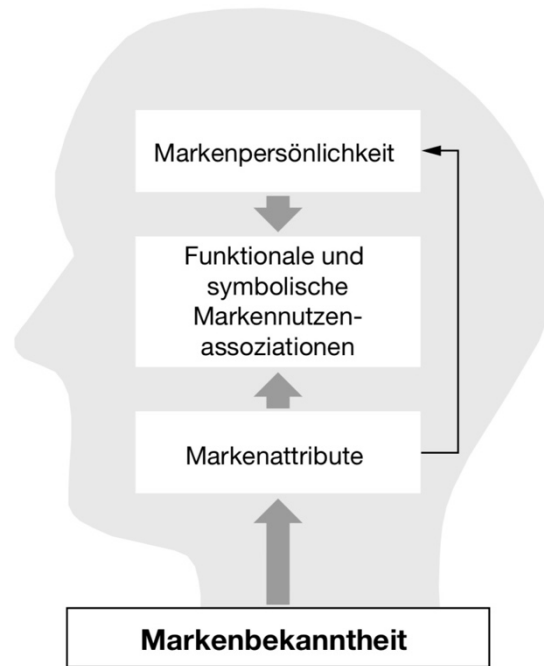 Markenpersönlichkeit
Funktionale und
symbolische
Markennutzen-
assoziationen
Markenattribute
Markenbekanntheit